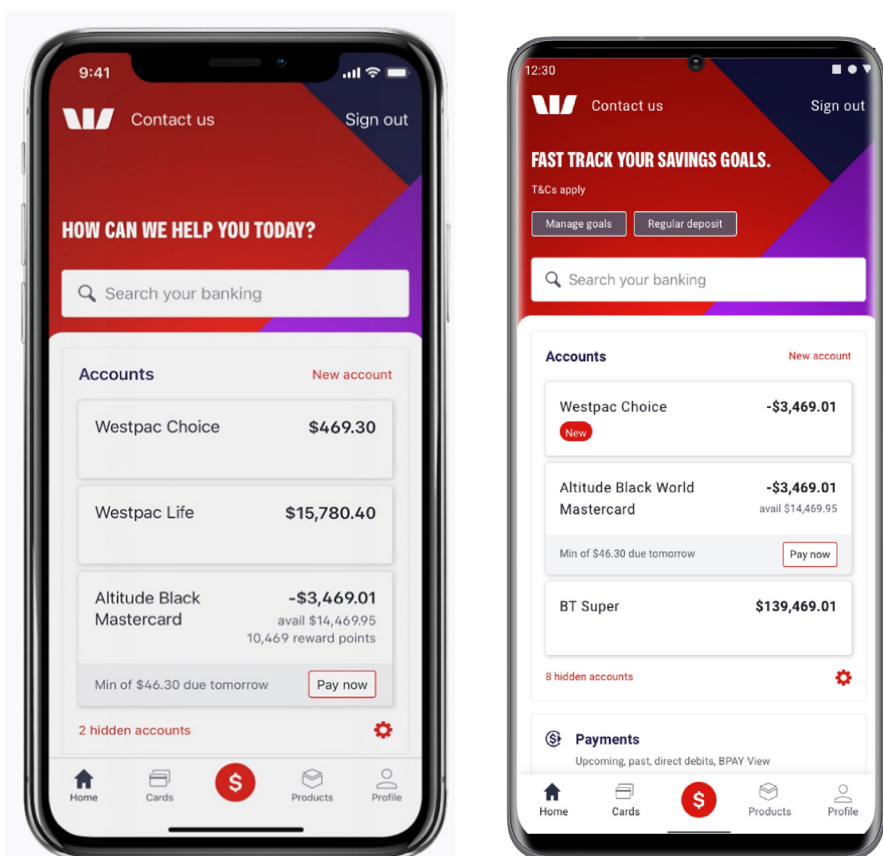 9:41
Contact us
Sign out
HOW CAN WE HELP YOU TODAY?
Search your banking
Accounts
New account
Westpac Choice
$469.30
Westpac Life
$15,780.40
Altitude Black
Mastercard
-$3,469.01
avail $14,469.95
10,469 reward points
Min of $46.30 due tomorrow
Pay now
2 hidden accounts
$
Home
Cards
Products
Profile
12:30
Contact us
Sign out
FAST TRACK YOUR SAVINGS GOALS.
T&Cs apply
Manage goals
Regular deposit
Search your banking
Accounts
New account
Westpac Choice
-$3,469.01
New
Altitude Black World
Mastercard
-$3,469.01
avail $14,469.95
Min of $46.30 due tomorrow
Pay now
BT Super
$139,469.01
8 hidden accounts
$
Payments
Upcoming, past, direct debits, BPAY View
$
Home
Cards
Products
Profile